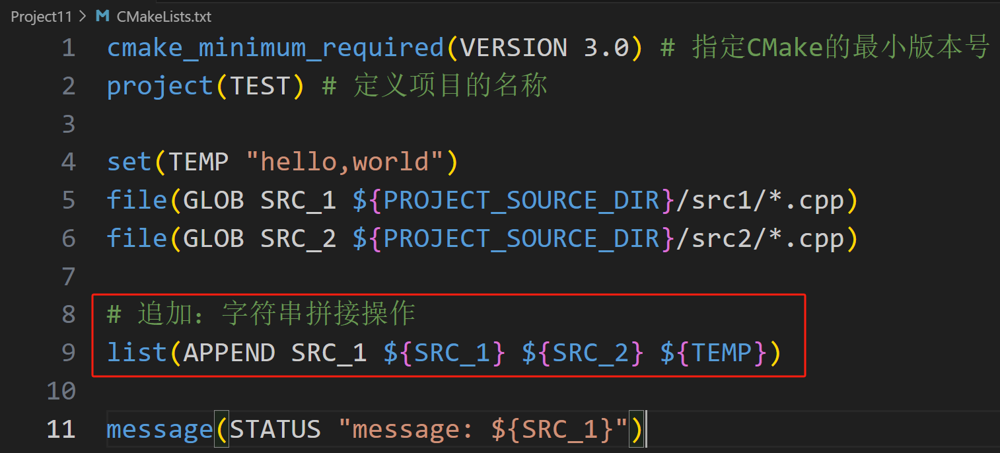 Project11 > M CMakeLists.txt
1 cmake_minimum_required(VERSION 3.0) # 指定CMake的最小版本号
2 project(TEST) # 定义项目的名称
3
4 set(TEMP "hello,world")
5 file(GLOB SRC_1 ${PROJECT_SOURCE_DIR}/src1/*.cpp)
6 file(GLOB SRC_2 ${PROJECT_SOURCE_DIR}/src2/*.cpp)
7
8 # 追加：字符串拼接操作
9 list(APPEND SRC_1 ${SRC_1} ${SRC_2} ${TEMP})
10
11 message(STATUS "message: ${SRC_1}")